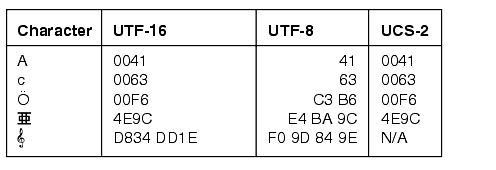 Character UTF-16 UTF-8 UCS-2
A 0041 41 0041
c 0063 63 0063
Ö 00F6 C3 B6 00F6
亜 4E9C E4 BA 9C 4E9C
𝄞 D834 DD1E F0 9D 84 9E N/A